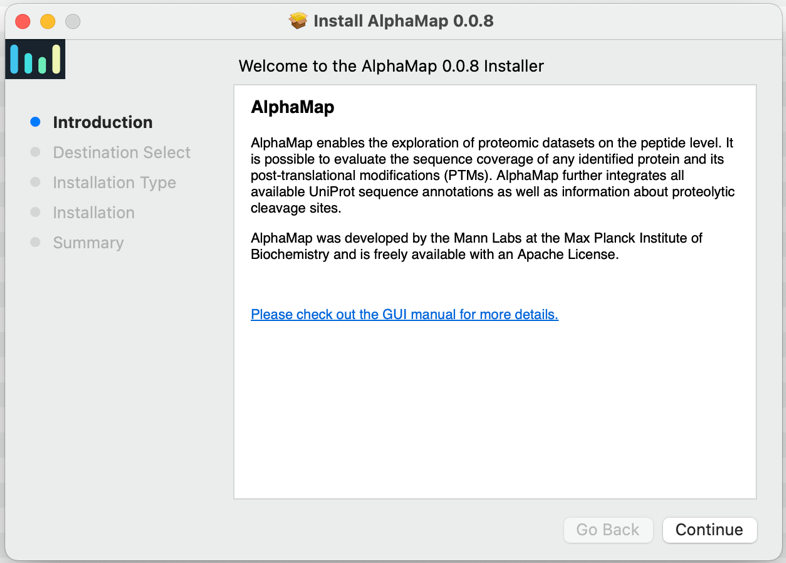 Install AlphaMap 0.0.8
Welcome to the AlphaMap 0.0.8 Installer
Introduction
Destination Select
Installation Type
Installation
Summary
AlphaMap
AlphaMap enables the exploration of proteomic datasets on the peptide level. It
is possible to evaluate the sequence coverage of any identified protein and its
post-translational modifications (PTMs). AlphaMap further integrates all
available UniProt sequence annotations as well as information about proteolytic
cleavage sites.
AlphaMap was developed by the Mann Labs at the Max Planck Institute of
Biochemistry and is freely available with an Apache License.
Please check out the GUI manual for more details.
Go Back
Continue